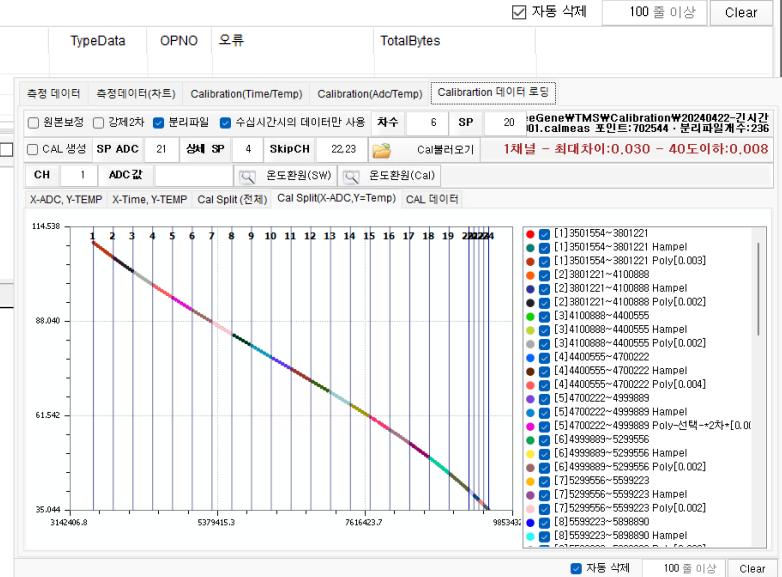 자동 삭제 100 줄 이상 Clear
TypeData OPNO 오류 TotalBytes
측정 데이터 측정데이터(차트) Calibration(Time/Temp) Calibration(Adc/Temp) Calibrartion 데이터 로딩
원본보정 강제2차 분리파일 수십시간시의 데이터만 사용 차수 6 SP 20
eGene₩TMS₩Calibration₩20240422-긴시간
01.calmeas 포인트:702544 · 분리파일개수:236
CAL 생성 SP ADC 21 상세 SP 4 SkipCH 22,23 Cal불러오기 1채널 - 최대차이:0,030 - 40도이하:0,008
CH 1 ADC 값 온도환원(SW) 온도환원(Cal)
X-ADC, Y-TEMP X-Time, Y-TEMP Cal Split (전체) Cal Split(X-ADC,Y=Temp) CAL 데이터
114.538
88.040
61.542
35.044
1 2 3 4 5 6 7 8 9 10 11 12 13 14 15 16 17 18 19
3142406.8 5379415.3 7616423.7
[1]3501554~3801221
[1]3501554~3801221 Hampel
[1]3501554~3801221 Poly[0.003]
[2]3801221~4100888
[2]3801221~4100888 Hampel
[2]3801221~4100888 Poly[0.002]
[3]4100888~4400555
[3]4100888~4400555 Hampel
[3]4100888~4400555 Poly[0.002]
[4]4400555~4700222
[4]4400555~4700222 Hampel
[4]4400555~4700222 Poly[0.004]
[5]4700222~4999889
[5]4700222~4999889 Hampel
[5]4700222~4999889 Poly-선택-*2차*[0.00
[6]4999889~5299556
[6]4999889~5299556 Hampel
[6]4999889~5299556 Poly[0.002]
[7]5299556~5599223
[7]5299556~5599223 Hampel
[7]5299556~5599223 Poly[0.002]
[8]5599223~5898890
[8]5599223~5898890 Hampel
자동 삭제 100 줄 이상 Clear